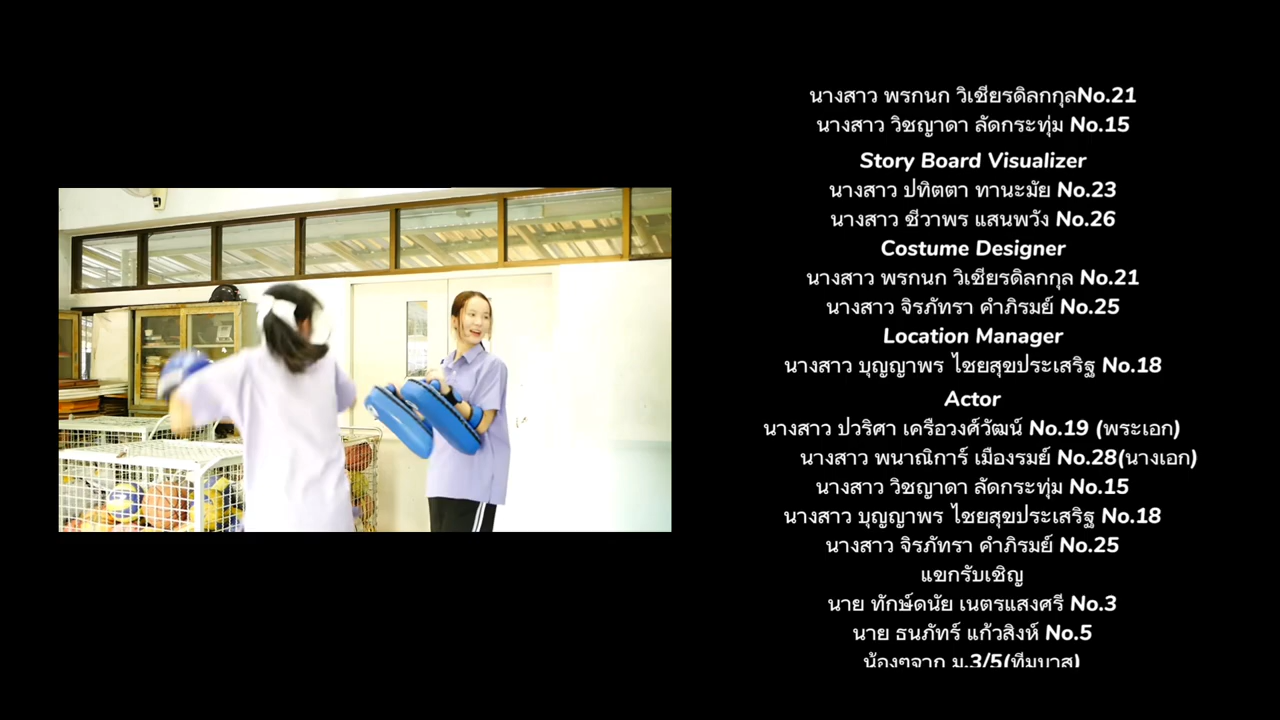 นางสาว พรกนก วิเชียรดิลกกุลNo.21
นางสาว วิชญาดา ลัดกระทุ่ม No.15
Story Board Visualizer
นางสาว ปทิตตา ทานะมัย No.23
นางสาว ชีวาพร แสนพวัง No.26
Costume Designer
นางสาว พรกนก วิเชียรดิลกกุล No.21
นางสาว จิรภัทรา คำภิรมย์ No.25
Location Manager
นางสาว บุญญาพร ไชยสุขประเสริฐ No.18
Actor
นางสาว ปวริศา เครือวงศ์วัฒน์ No.19 (พระเอก)
นางสาว พนาณิการ์ เมืองรมย์ No.28(นางเอก)
นางสาว วิชญาดา ลัดกระทุ่ม No.15
นางสาว บุญญาพร ไชยสุขประเสริฐ No.18
นางสาว จิรภัทรา คำภิรมย์ No.25
แขกรับเชิญ
นาย ทักษ์ดนัย เนตรแสงศรี No.3
นาย ธนภัทร์ แก้วสิงห์ No.5
น้องๆจาก ม.3/5(ทีมบาส)